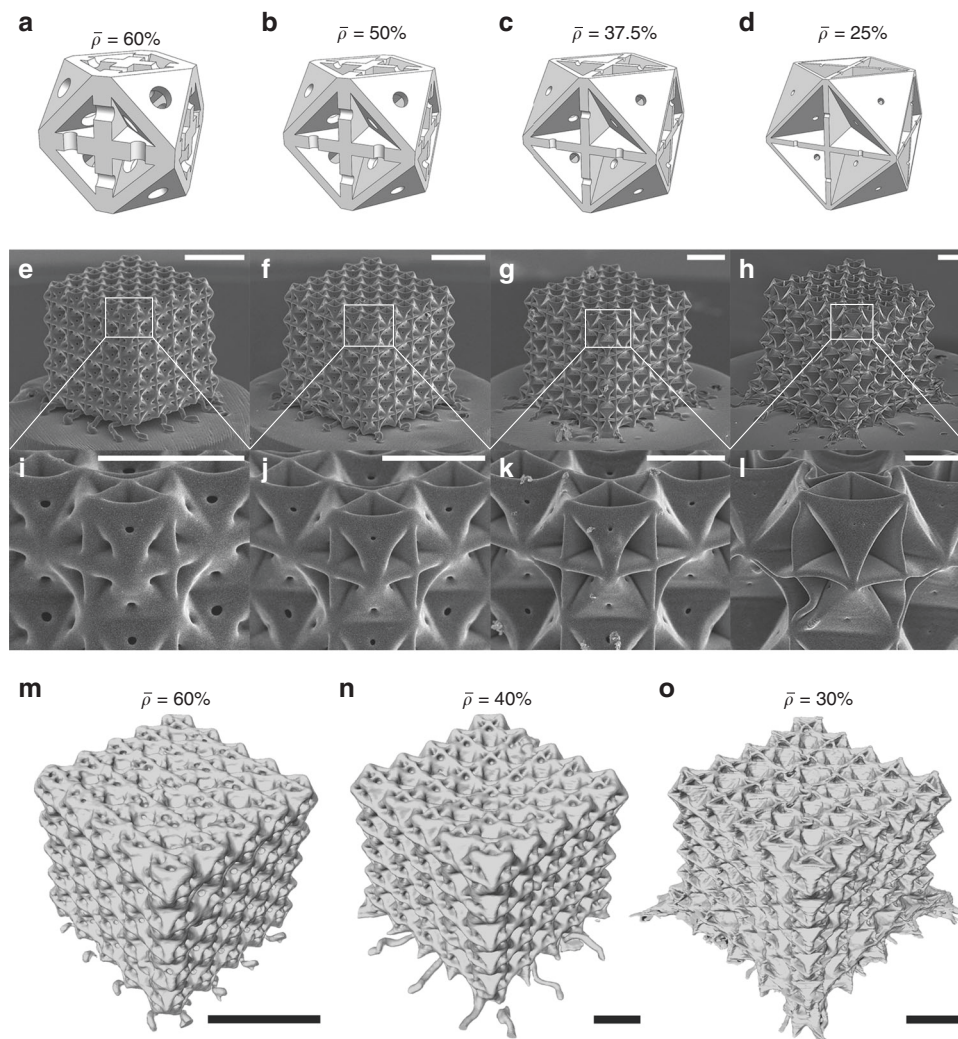 a b c d
ρ̄ = 60% ρ̄ = 50% ρ̄ = 37.5% ρ̄ = 25%
e f g h
i j k l
m n o
ρ̄ = 60% ρ̄ = 40% ρ̄ = 30%